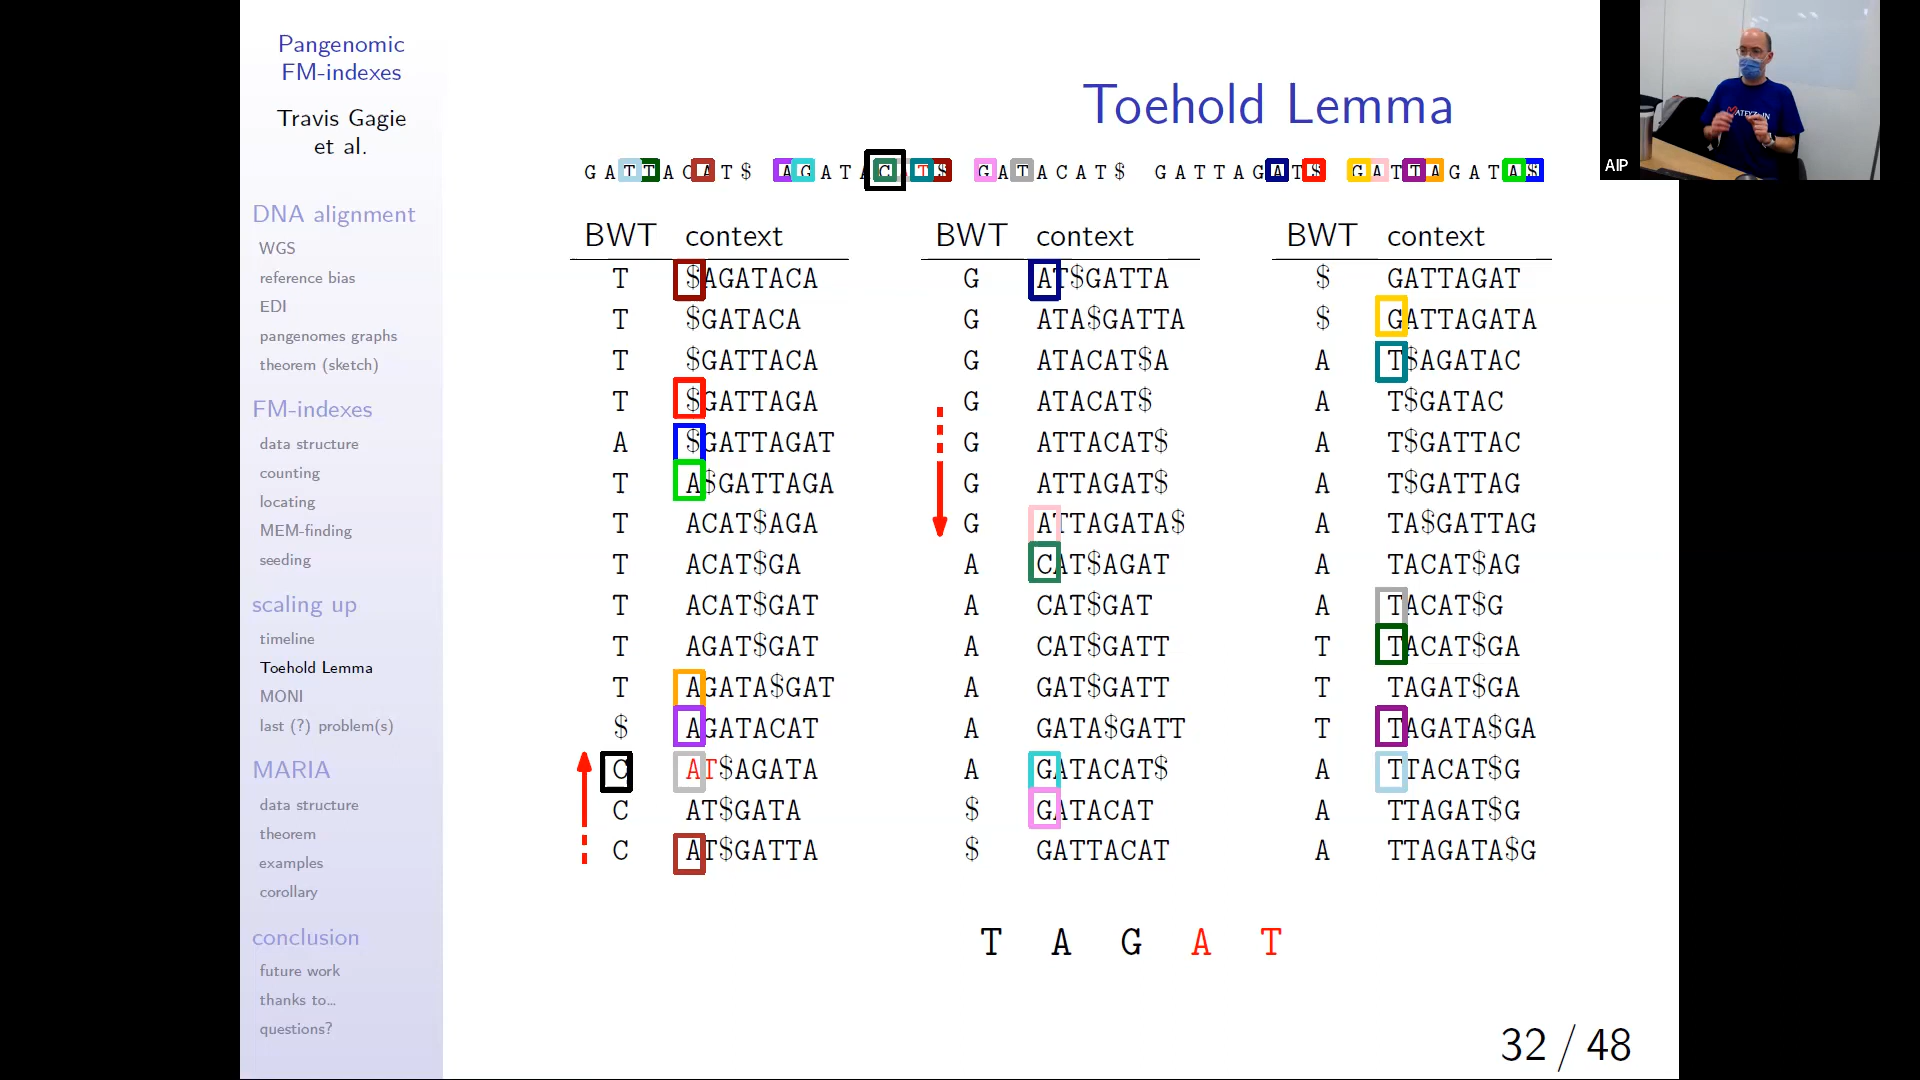 Pangenomic
FM-indexes
Travis Gagie
et al.
DNA alignment
WGS
reference bias
EDI
pangenomes graphs
theorem (sketch)
FM-indexes
data structure
counting
locating
MEM-finding
seeding
scaling up
timeline
Toehold Lemma
MONI
last (?) problem(s)
MARIA
data structure
theorem
examples
corollary
conclusion
future work
thanks to...
questions?
Toehold Lemma
GATTACAT$ AGATACAT$ GATACAT$ GATTAGAT$ GATTAGATA$
BWT context BWT context BWT context
T $AGATACA G AT$GATTA $ GATTAGAT
T $GATACA G ATA$GATTA $ GATTAGATA
T $GATTACA G ATACAT$A A T$AGATAC
T $GATTAGA G ATACAT$ A T$GATAC
A $GATTAGAT G ATTACAT$ A T$GATTAC
T A$GATTAGA G ATTAGAT$ A T$GATTAG
T ACAT$AGA G ATTAGATA$ A TA$GATTAG
T ACAT$GA A CAT$AGAT A TACAT$AG
T ACAT$GAT A CAT$GAT A TACAT$G
T AGAT$GAT A CAT$GATT T TACAT$GA
T AGATA$GAT A GAT$GATT T TAGAT$GA
$ AGATACAT A GATA$GATT T TAGATA$GA
C AT$AGATA A GATACAT$ A TTACAT$G
C AT$GATA $ GATACAT A TTAGAT$G
C AT$GATTA $ GATTACAT A TTAGATA$G
T A G A T
32 / 48
AIP